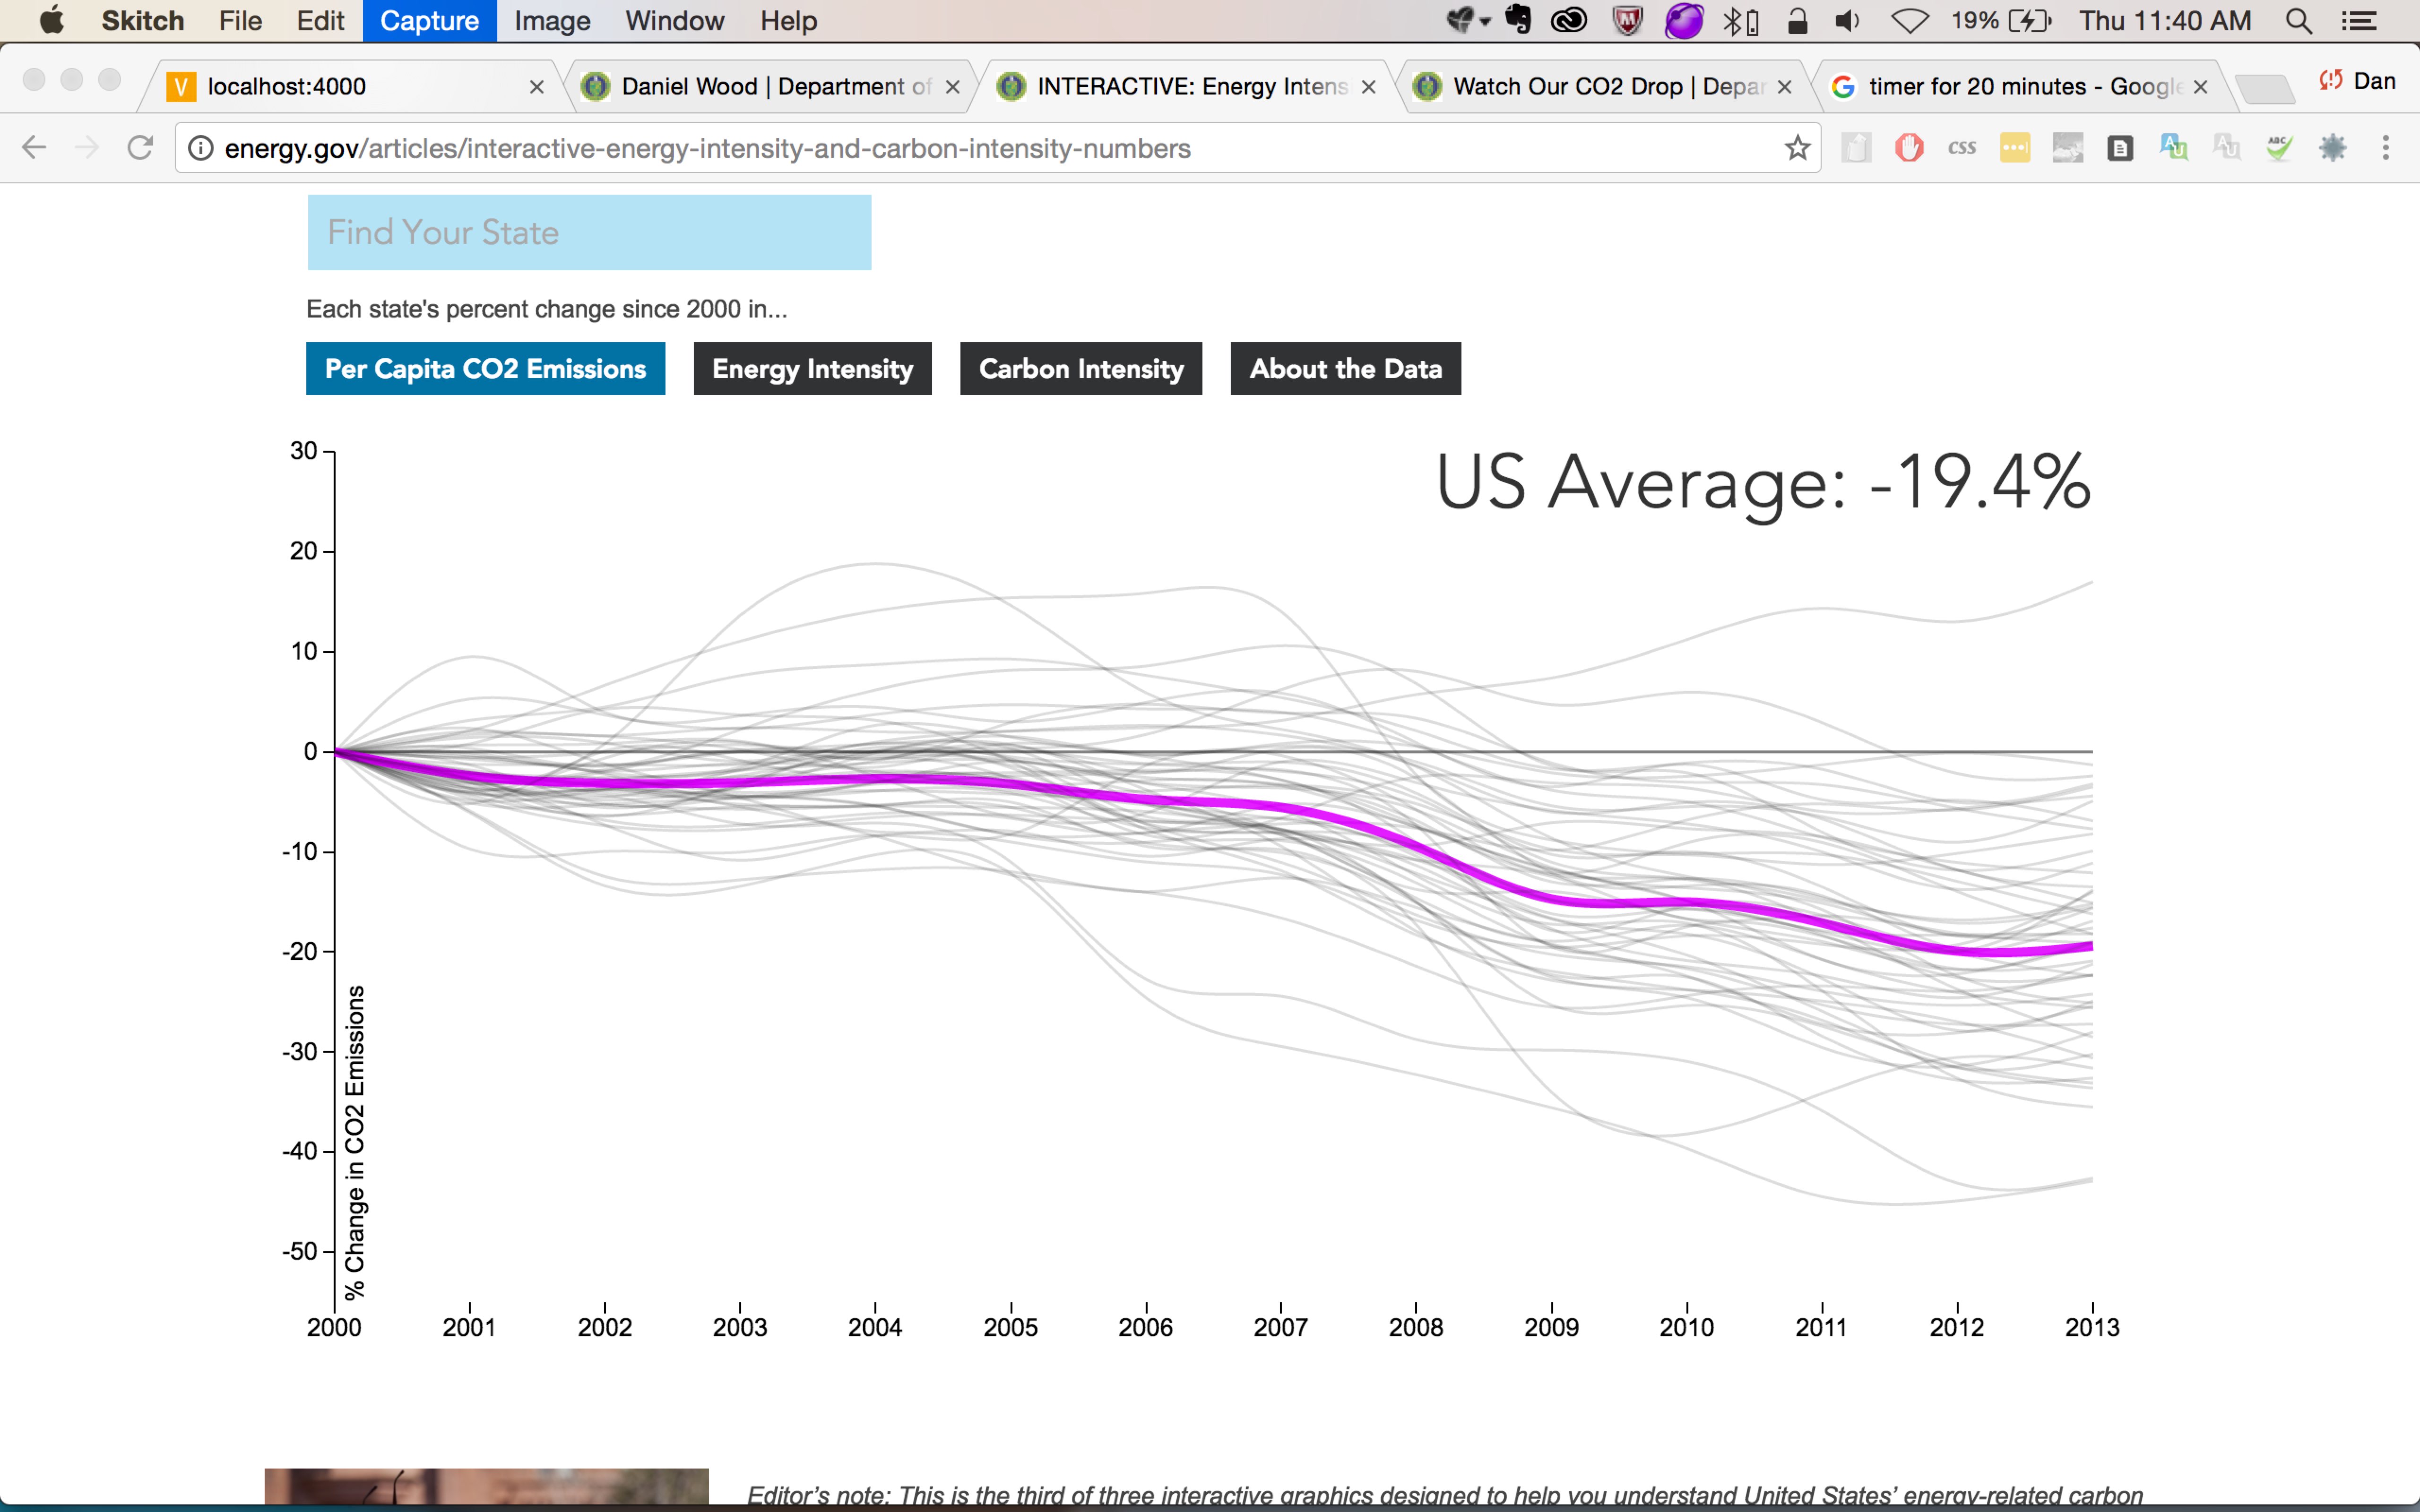 Skitch File Edit Capture Image Window Help 19% Thu 11:40 AM
localhost:4000 Daniel Wood | Department of INTERACTIVE: Energy Intens Watch Our CO2 Drop | Depar timer for 20 minutes - Google Dan
energy.gov/articles/interactive-energy-intensity-and-carbon-intensity-numbers css ABC
Find Your State
Each state's percent change since 2000 in...
Per Capita CO2 Emissions Energy Intensity Carbon Intensity About the Data
US Average: -19.4%
30
20
10
0
-10
-20
-30
-40
-50
% Change in CO2 Emissions
2000 2001 2002 2003 2004 2005 2006 2007 2008 2009 2010 2011 2012 2013
Editor's note: This is the third of three interactive graphics designed to help you understand United States' energy-related carbon